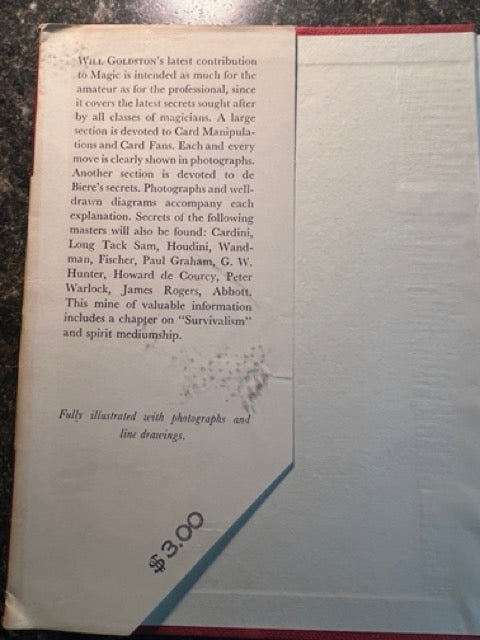 WILL GOLDSTON'S latest contribution
to Magic is intended as much for the
amateur as for the professional, since
it covers the latest secrets sought after
by all classes of magicians. A large
section is devoted to Card Manipula-
tions and Card Fans. Each and every
move is clearly shown in photographs.
Another section is devoted to de
Biere's secrets. Photographs and well-
drawn diagrams accompany each
explanation. Secrets of the following
masters will also be found: Cardini,
Long Tack Sam, Houdini, Wand-
man, Fischer, Paul Graham, G. W.
Hunter, Howard de Courcy, Peter
Warlock, James Rogers, Abbott.
This mine of valuable information
includes a chapter on "Survivalism"
and spirit mediumship.
Fully illustrated with photographs and
line drawings.
$3.00